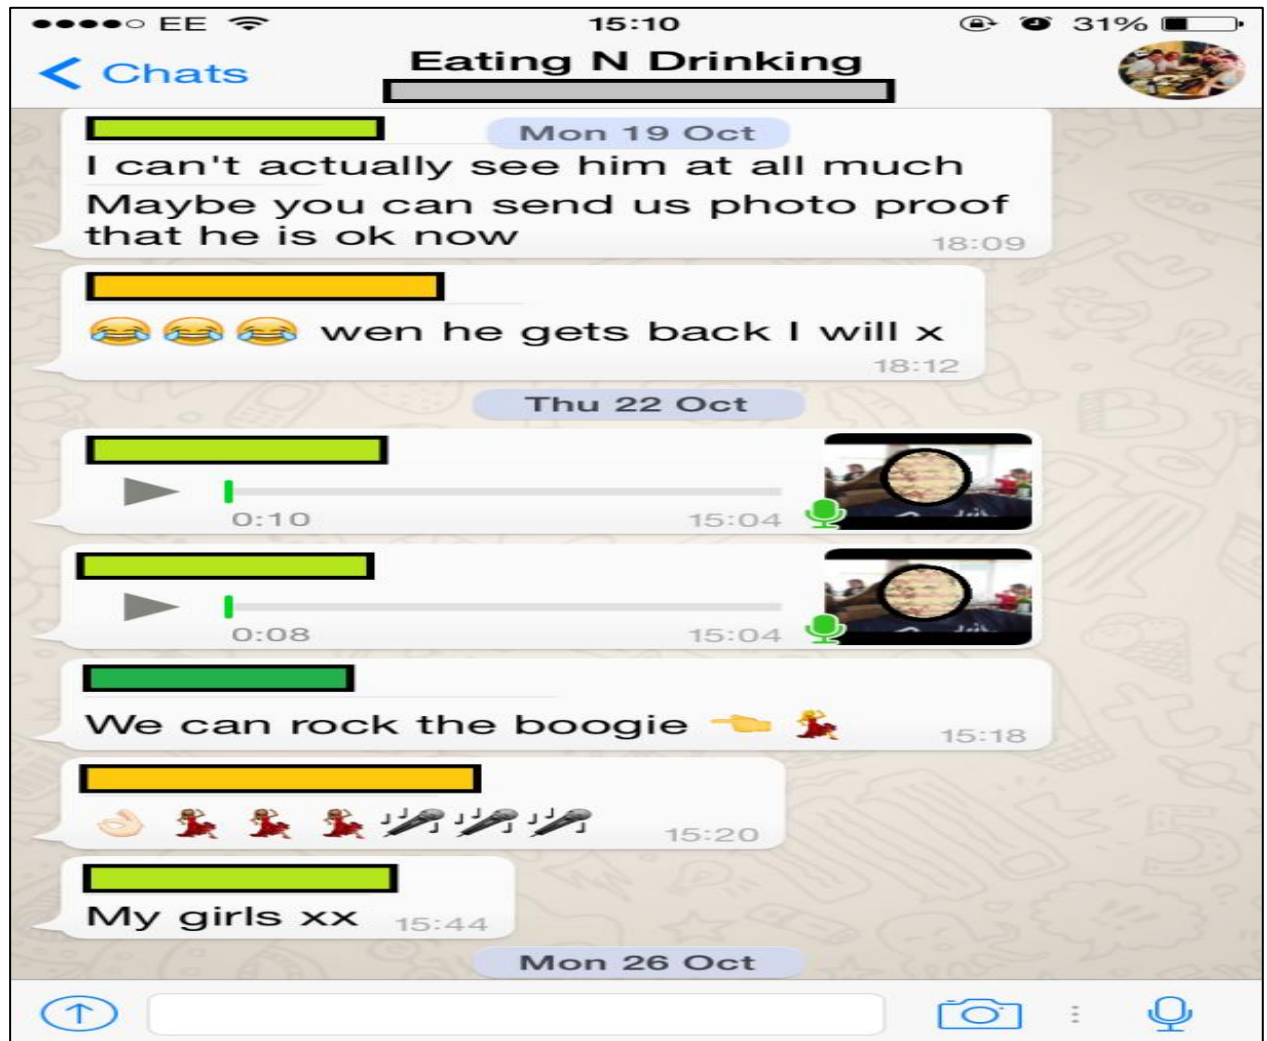 EE 15:10 31%
Chats Eating N Drinking
Mon 19 Oct
I can't actually see him at all much
Maybe you can send us photo proof
that he is ok now 18:09
😂 😂 😂 wen he gets back I will x
18:12
Thu 22 Oct
0:10 15:04
0:08 15:04
We can rock the boogie 👈 💃 15:18
👌🏻 💃🏽 💃🏽 💃🏽 🎤 🎤 🎤 15:20
My girls xx 15:44
Mon 26 Oct